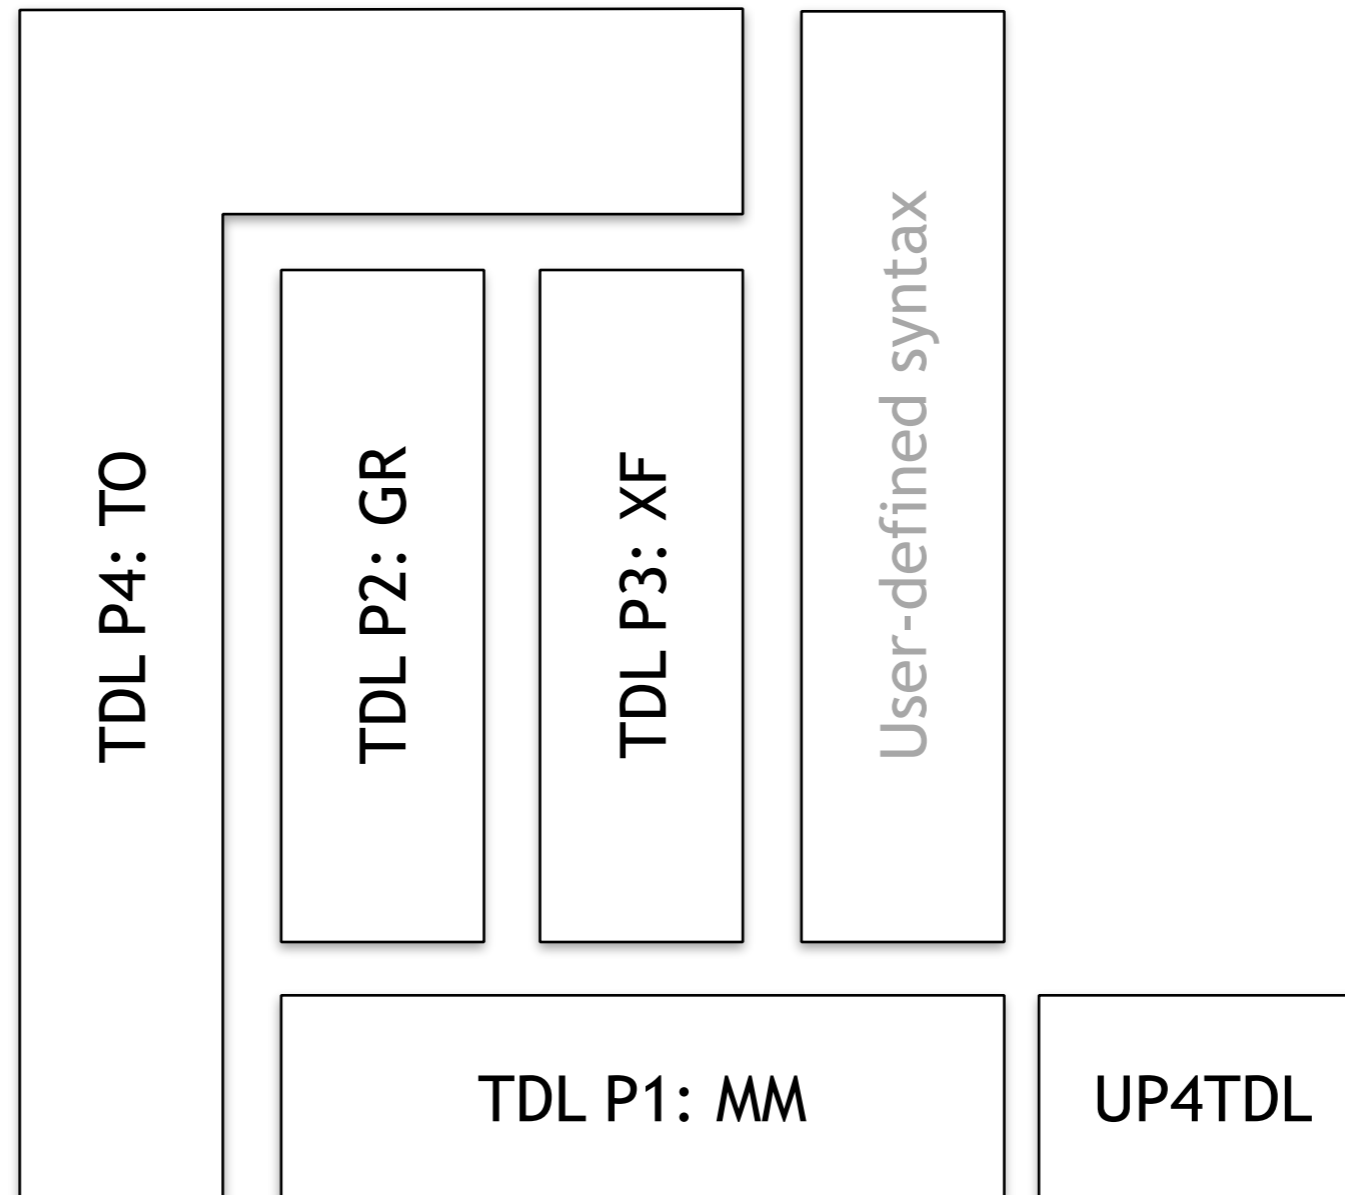 TDL P4: TO
TDL P2: GR
TDL P3: XF
User-defined syntax
TDL P1: MM
UP4TDL